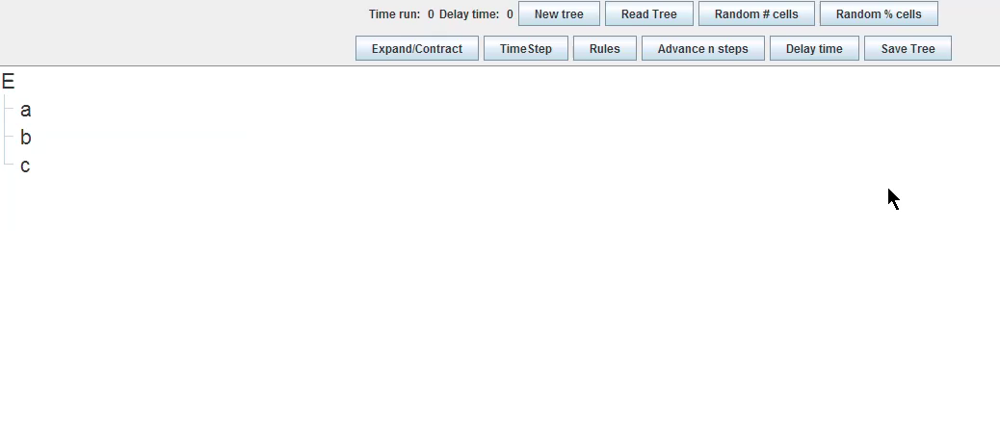 Time run: 0 Delay time: 0 New tree Read Tree Random # cells Random % cells
Expand/Contract TimeStep Rules Advance n steps Delay time Save Tree
E
a
b
c